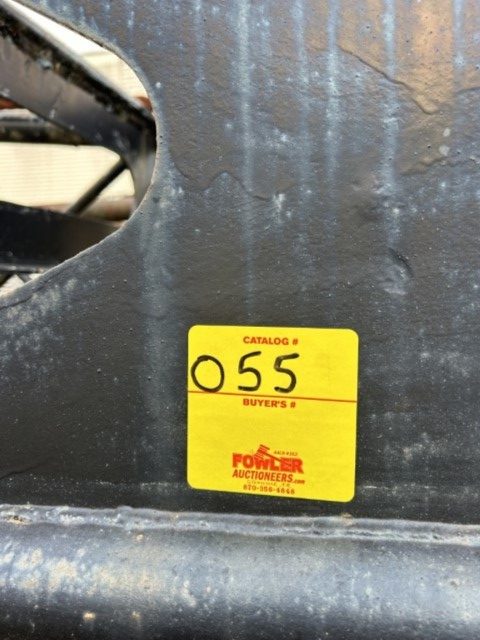 CATALOG #
055
BUYER'S #
FOWLER
AUCTIONEERS.com